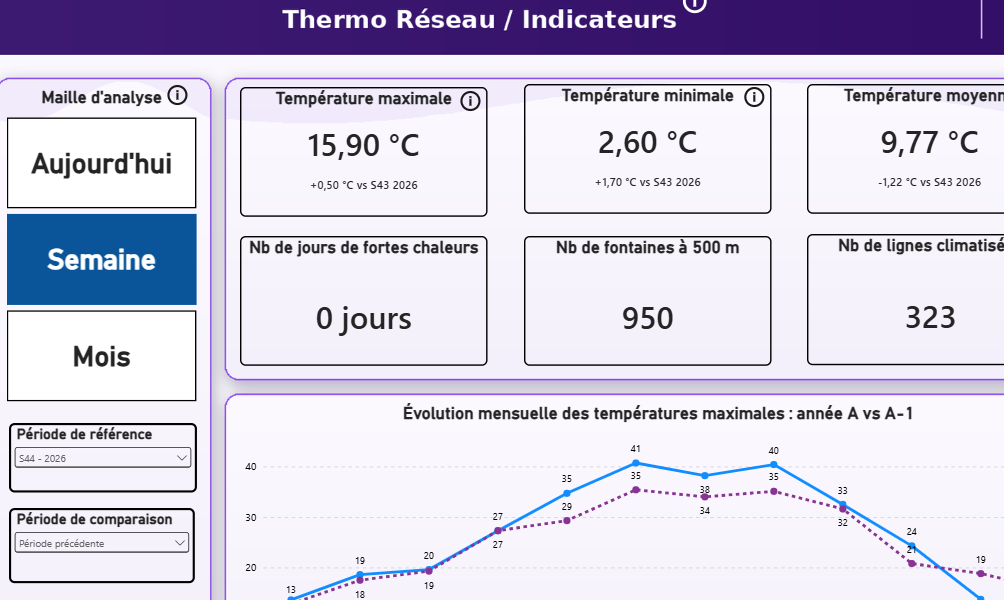 Thermo Réseau / Indicateurs
Maille d'analyse
Aujourd'hui
Semaine
Mois
Période de référence
S44 - 2026
Période de comparaison
Période précédente
Température maximale
15,90 °C
+0,50 °C vs S43 2026
Température minimale
2,60 °C
+1,70 °C vs S43 2026
Température moyenn
9,77 °C
-1,22 °C vs S43 2026
Nb de jours de fortes chaleurs
0 jours
Nb de fontaines à 500 m
950
Nb de lignes climatisé
323
Évolution mensuelle des températures maximales : année A vs A-1
40
30
20
13
19
18
20
19
27
27
35
29
41
35
38
34
40
35
33
32
24
21
19